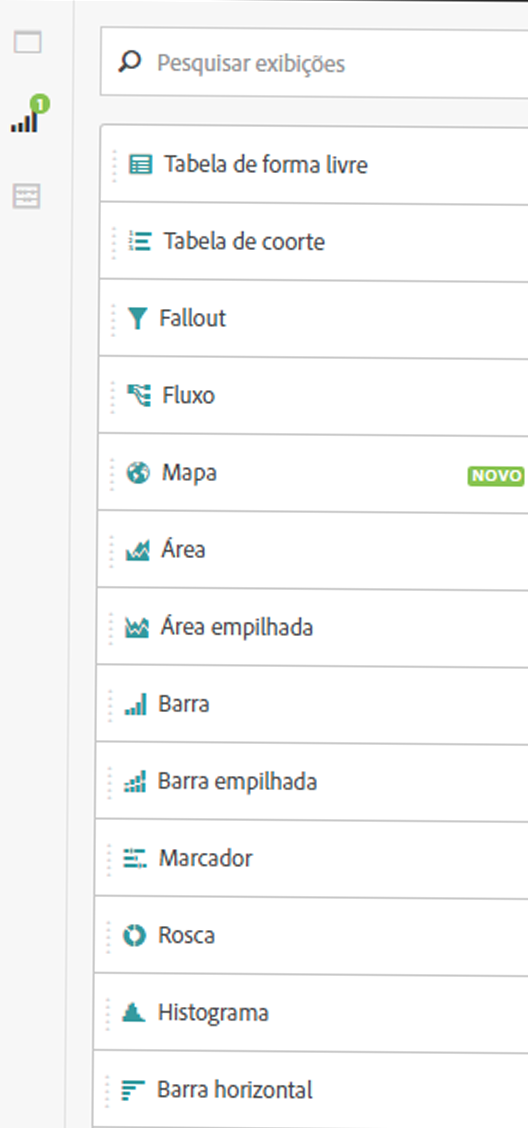 Pesquisar exibições
1
Tabela de forma livre
Tabela de coorte
Fallout
Fluxo
Mapa NOVO
Área
Área empilhada
Barra
Barra empilhada
Marcador
Rosca
Histograma
Barra horizontal